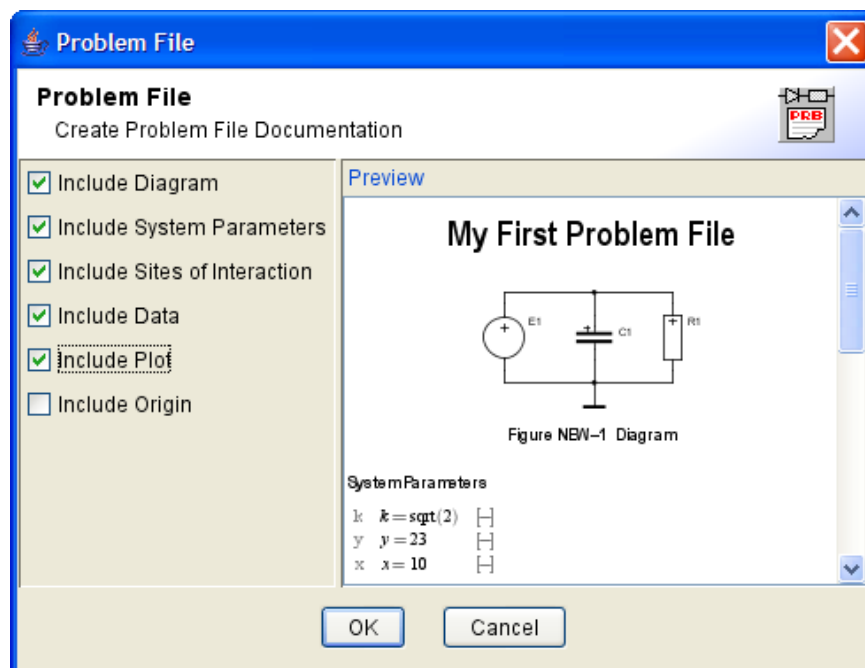 Problem File
Problem File
Create Problem File Documentation
PRB
Include Diagram
Include System Parameters
Include Sites of Interaction
Include Data
Include Plot
Include Origin
Preview
My First Problem File
E1
C1
R1
Figure NEW–1 Diagram
System Parameters
k k = sqrt(2) [–]
y y = 23 [–]
x x = 10 [–]
OK Cancel